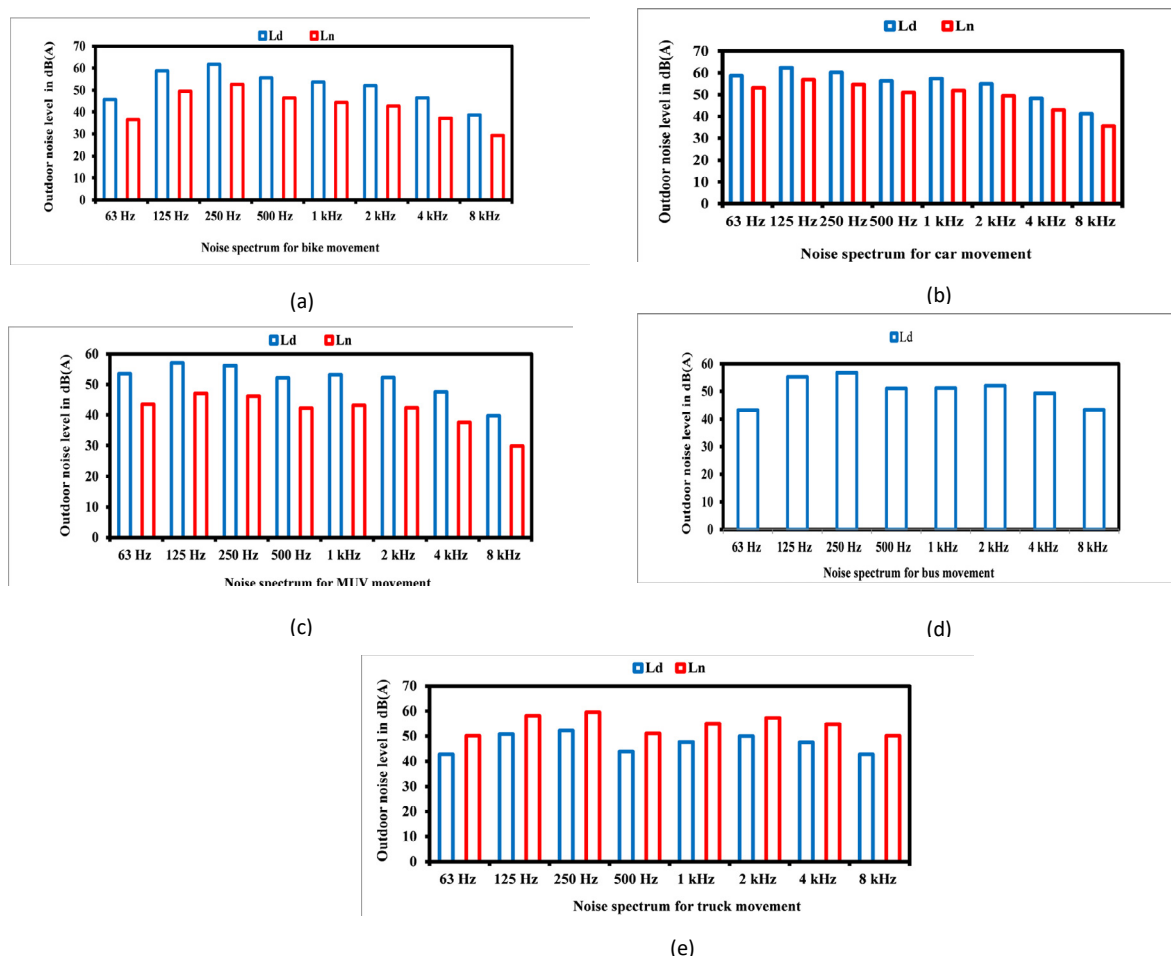 Ld Ln
Outdoor noise level in dB(A)
70
60
50
40
30
20
10
0
63 Hz 125 Hz 250 Hz 500 Hz 1 kHz 2 kHz 4 kHz 8 kHz
Noise spectrum for bike movement
(a)
Ld Ln
Outdoor noise level in dB(A)
70
60
50
40
30
20
10
0
63 Hz 125 Hz 250 Hz 500 Hz 1 kHz 2 kHz 4 kHz 8 kHz
Noise spectrum for car movement
(b)
Ld Ln
Outdoor noise level in dB(A)
60
50
40
30
20
10
0
63 Hz 125 Hz 250 Hz 500 Hz 1 kHz 2 kHz 4 kHz 8 kHz
Noise spectrum for MUV movement
(c)
Ld
Outdoor noise level in dB(A)
60
50
40
30
20
10
0
63 Hz 125 Hz 250 Hz 500 Hz 1 kHz 2 kHz 4 kHz 8 kHz
Noise spectrum for bus movement
(d)
Ld Ln
Outdoor noise level in dB(A)
70
60
50
40
30
20
10
0
63 Hz 125 Hz 250 Hz 500 Hz 1 kHz 2 kHz 4 kHz 8 kHz
Noise spectrum for truck movement
(e)